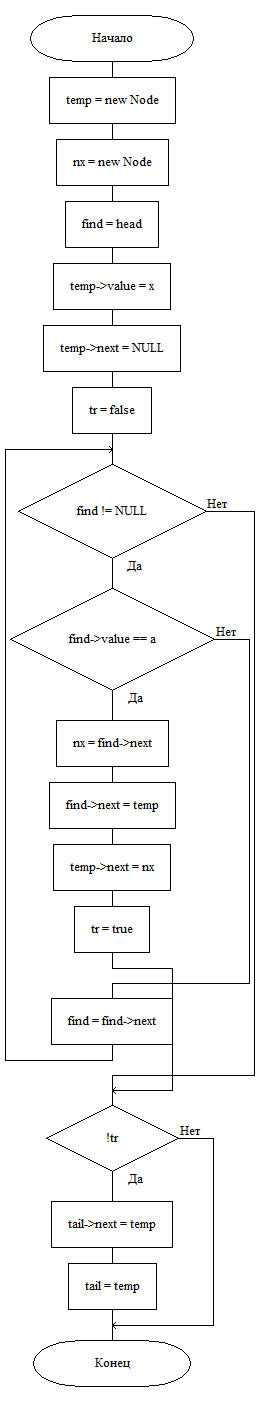 Начало
temp = new Node
nx = new Node
find = head
temp->value = x
temp->next = NULL
tr = false
find != NULL
Нет
Да
find->value == a
Нет
Да
nx = find->next
find->next = temp
temp->next = nx
tr = true
find = find->next
!tr
Нет
Да
tail->next = temp
tail = temp
Конец